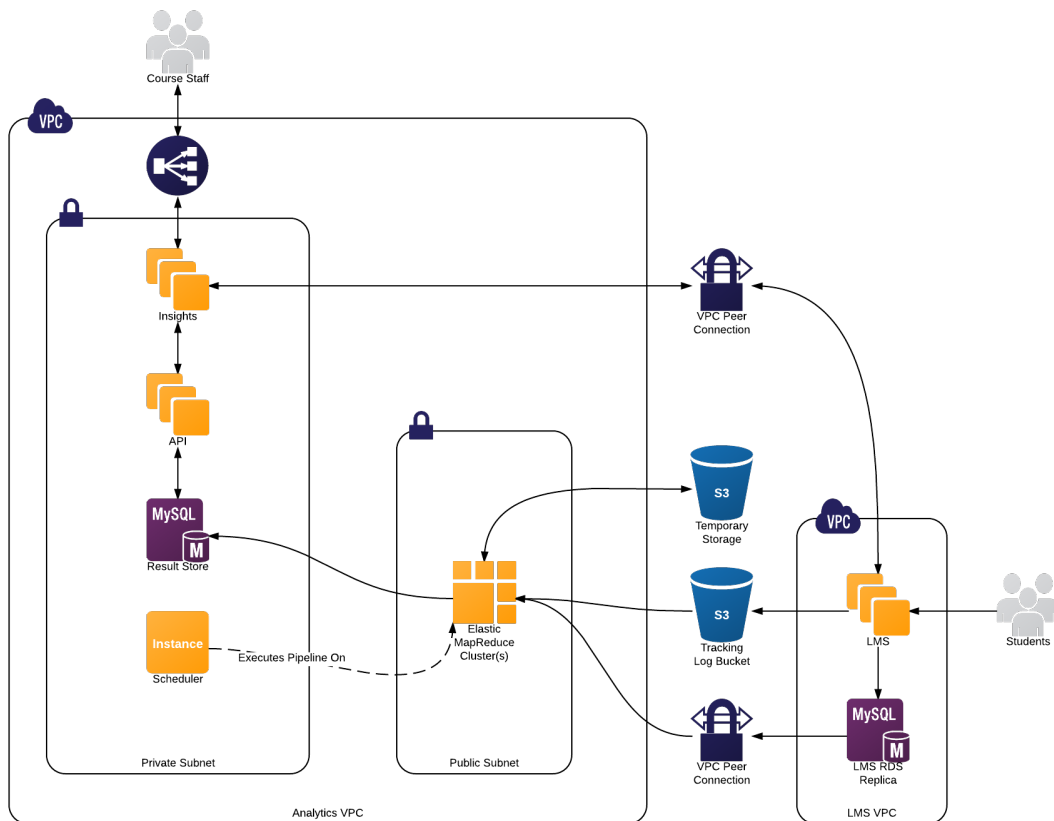 Course Staff
VPC
Insights
VPC Peer
Connection
API
S3
Temporary
Storage
MySQL
M
Result Store
VPC
Elastic
MapReduce
Cluster(s)
S3
Tracking
Log Bucket
LMS
Students
Instance
Scheduler
Executes Pipeline On
MySQL
M
LMS RDS
Replica
VPC Peer
Connection
Private Subnet
Public Subnet
Analytics VPC
LMS VPC